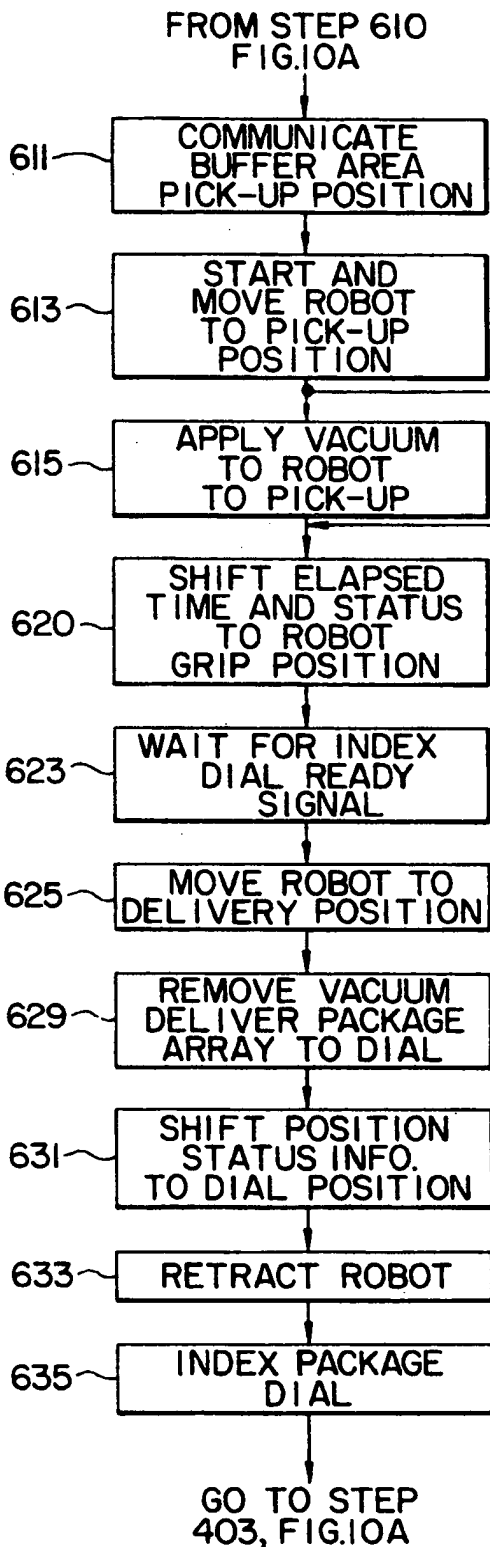 FROM STEP 610
FIG.10A
611
COMMUNICATE
BUFFER AREA
PICK-UP POSITION
613
START AND
MOVE ROBOT
TO PICK-UP
POSITION
615
APPLY VACUUM
TO ROBOT
TO PICK-UP
620
SHIFT ELAPSED
TIME AND STATUS
TO ROBOT
GRIP POSITION
623
WAIT FOR INDEX
DIAL READY
SIGNAL
625
MOVE ROBOT TO
DELIVERY POSITION
629
REMOVE VACUUM
DELIVER PACKAGE
ARRAY TO DIAL
631
SHIFT POSITION
STATUS INFO.
TO DIAL POSITION
633
RETRACT ROBOT
635
INDEX PACKAGE
DIAL
GO TO STEP
403, FIG.10A